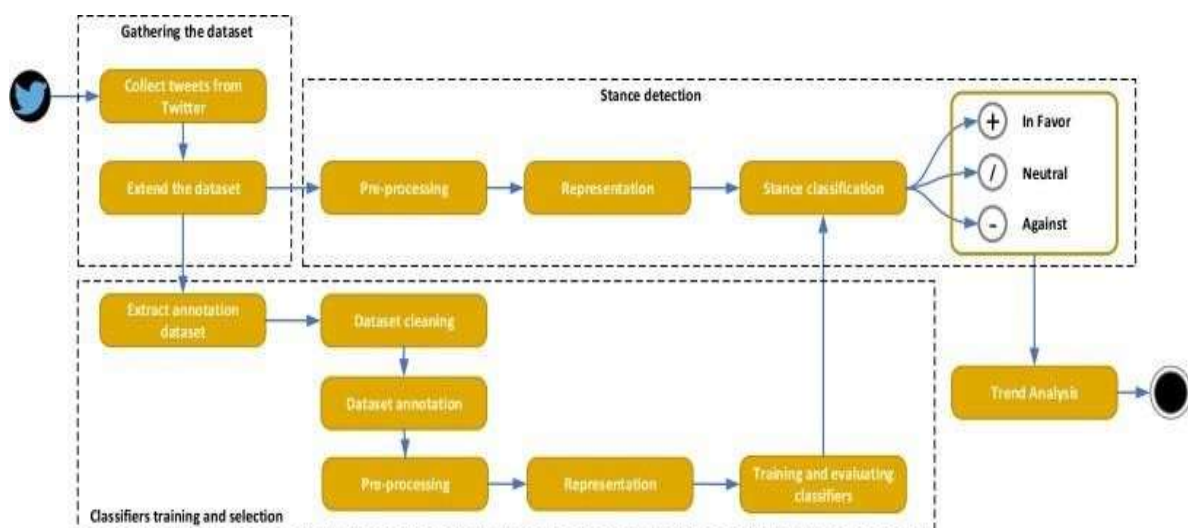 Gathering the dataset
Collect tweets from
Twitter
Extend the dataset
Stance detection
Pre-processing
Representation
Stance classification
+
In Favor
/
Neutral
-
Against
Extract annotation
dataset
Dataset cleaning
Dataset annotation
Pre-processing
Representation
Training and evaluating
classifiers
Trend Analysis
Classifiers training and selection